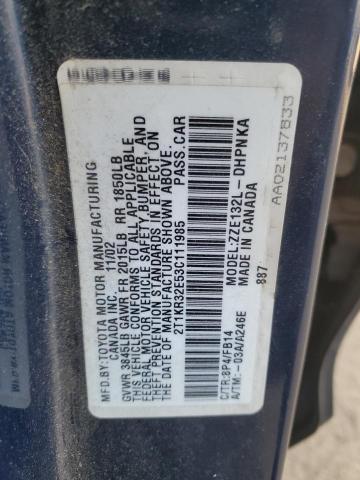 MFD.BY:TOYOTA MOTOR MANUFACTURING
CANADA INC. 11/02
GVWR 3845LB GAWR FR 2015LB RR 1850LB
THIS VEHICLE CONFORMS TO ALL APPLICABLE
FEDERAL MOTOR VEHICLE SAFETY, BUMPER, AND
THEFT PREVENTION STANDARDS IN EFFECT ON
THE DATE OF MANUFACTURE SHOWN ABOVE.
2T1KR32E53C111985 PASS.CAR
MODEL:ZZE132L-DHPNKA
MADE IN CANADA
C/TR:8P4/FB14
A/TM:-03A/A246E
887
AA02137833